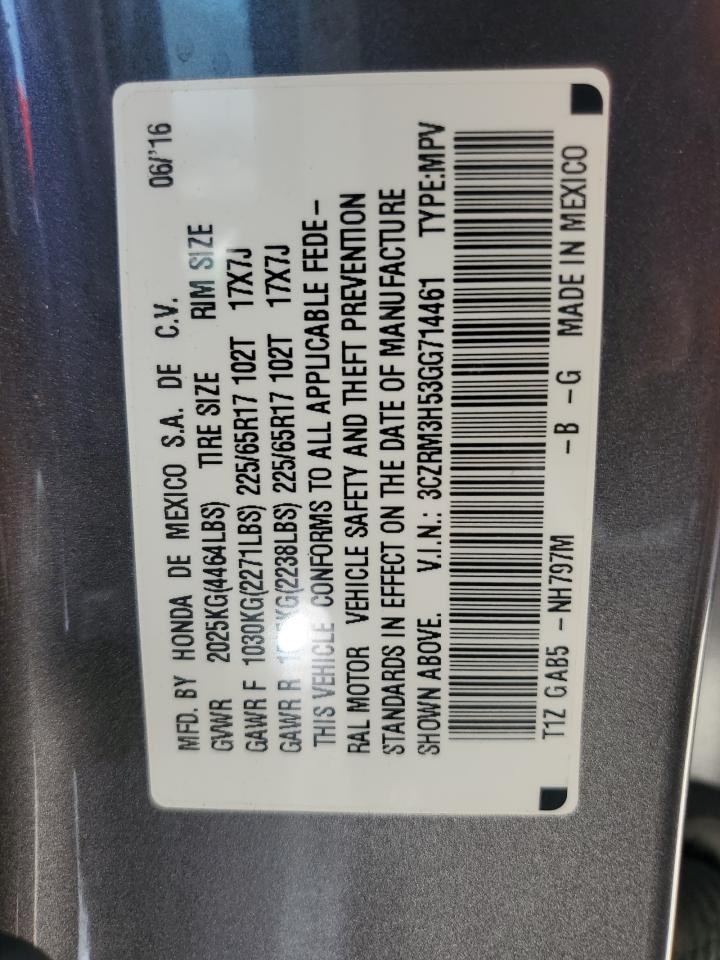 MFD. BY HONDA DE MEXICO S.A. DE C.V. 06/'16
GVWR 2025KG(4464LBS) TIRE SIZE RIM SIZE
GAWR F 1030KG(2271LBS) 225/65R17 102T 17X7J
GAWR R (2238LBS) 225/65R17 102T 17X7J
THIS VEHICLE CONFORMS TO ALL APPLICABLE FEDE-
RAL MOTOR VEHICLE SAFETY AND THEFT PREVENTION
STANDARDS IN EFFECT ON THE DATE OF MANUFACTURE
SHOWN ABOVE. V.I.N.: 3CZRM3H53GG714461 TYPE:MPV
T1Z GAB5 -NH797M -B -G MADE IN MEXICO